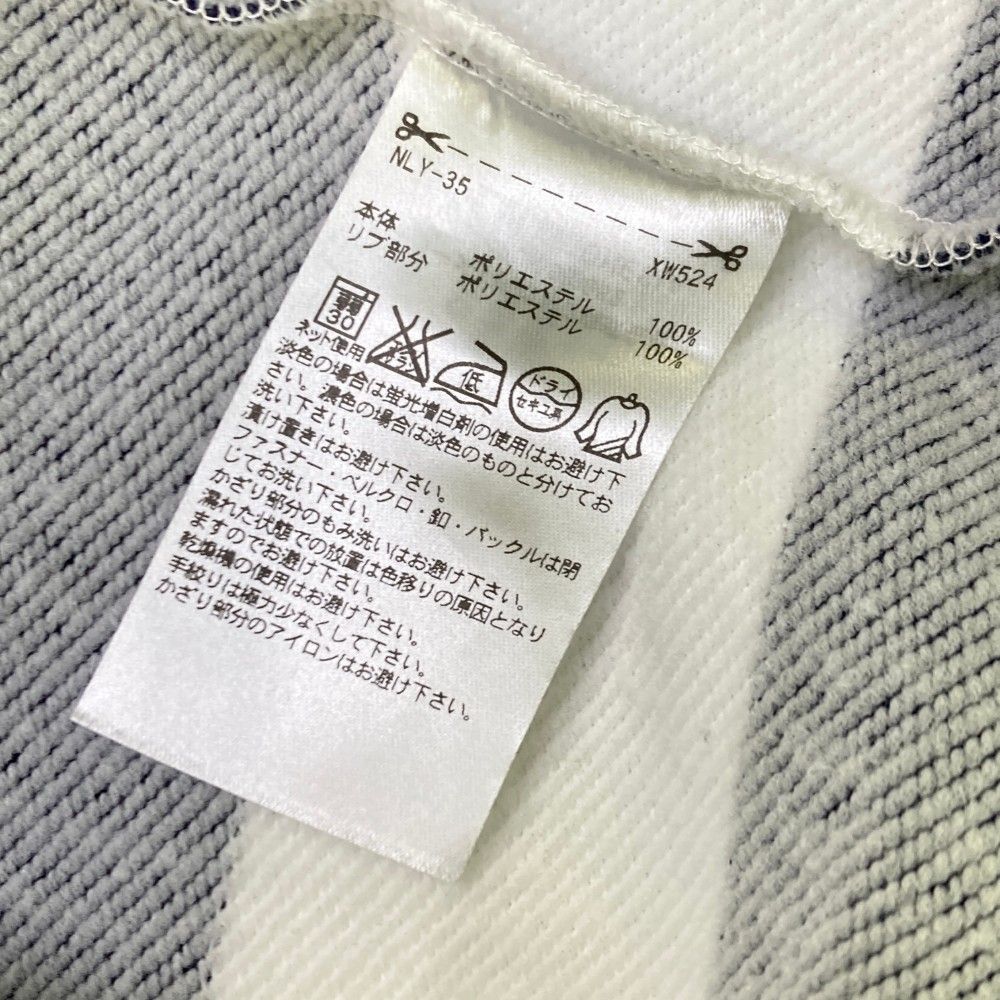 NLY-35
XW524
本体 ポリエステル 100%
リブ部分 ポリエステル 100%
弱 30
ネット使用
エンソサラシ
低
ドライ
セキユ系
淡色の場合は蛍光増白剤の使用はお避け下
さい。濃色の場合は淡色のものと分けてお
洗い下さい。
漬け置きはお避け下さい。
ファスナー・ベルクロ・釦・バックルは閉
じてお洗い下さい。
かざり部分のもみ洗いはお避け下さい。
濡れた状態での放置は色移りの原因となり
ますのでお避け下さい。
乾燥機の使用はお避け下さい。
手絞りは極力少なくして下さい。
かざり部分のアイロンはお避け下さい。